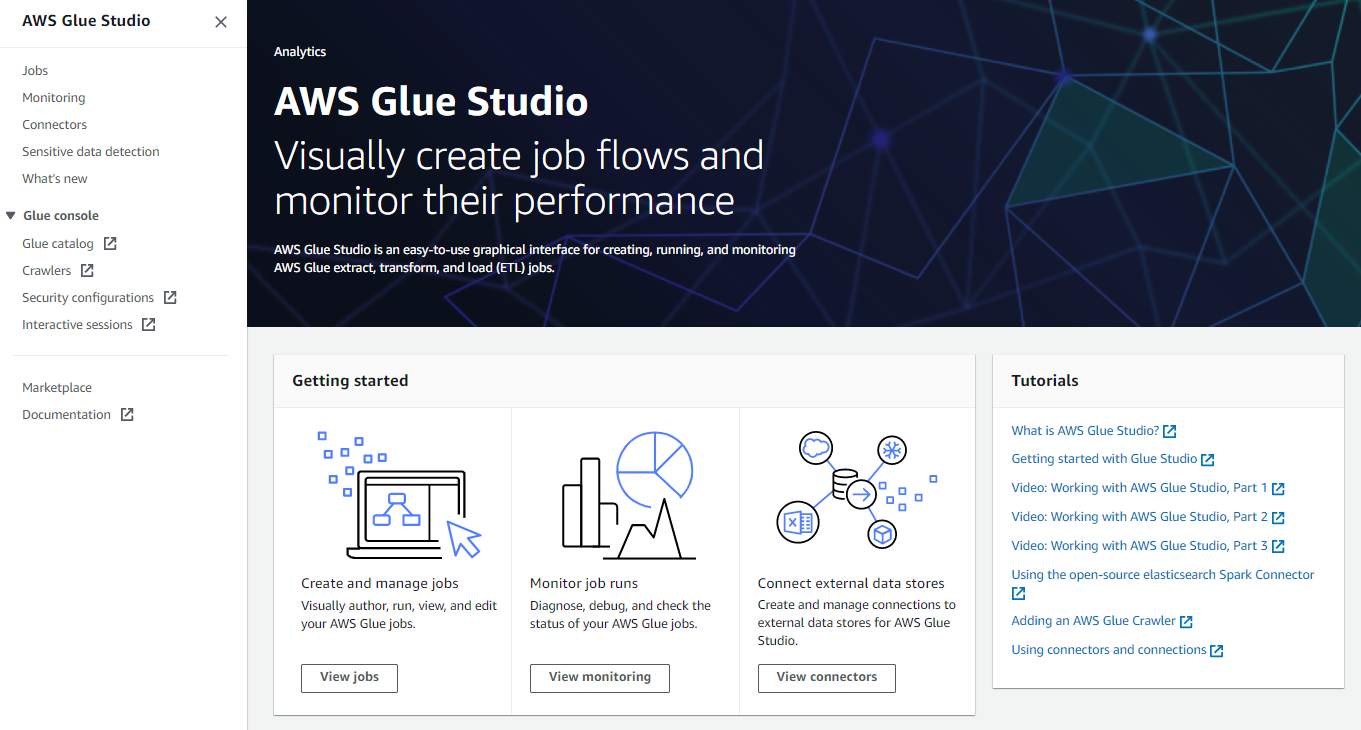 AWS Glue Studio
Jobs
Monitoring
Connectors
Sensitive data detection
What's new
Glue console
Glue catalog
Crawlers
Security configurations
Interactive sessions
Marketplace
Documentation
Analytics
AWS Glue Studio
Visually create job flows and
monitor their performance
AWS Glue Studio is an easy-to-use graphical interface for creating, running, and monitoring
AWS Glue extract, transform, and load (ETL) jobs.
Getting started
Create and manage jobs
Visually author, run, view, and edit
your AWS Glue jobs.
View jobs
Monitor job runs
Diagnose, debug, and check the
status of your AWS Glue jobs.
View monitoring
Connect external data stores
Create and manage connections to
external data stores for AWS Glue
Studio.
View connectors
Tutorials
What is AWS Glue Studio?
Getting started with Glue Studio
Video: Working with AWS Glue Studio, Part 1
Video: Working with AWS Glue Studio, Part 2
Video: Working with AWS Glue Studio, Part 3
Using the open-source elasticsearch Spark Connector
Adding an AWS Glue Crawler
Using connectors and connections